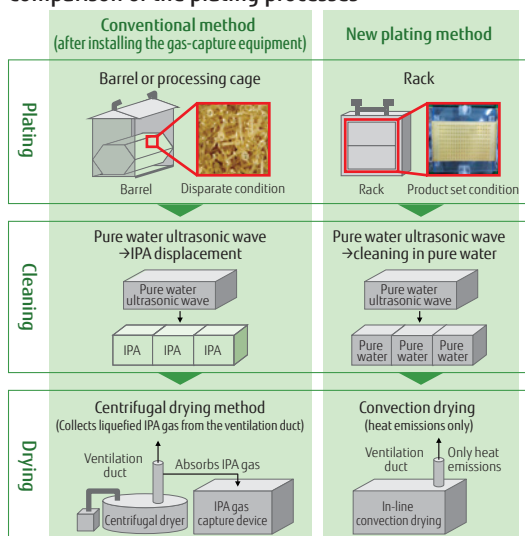 Comparison of the plating processes
Conventional method
(after installing the gas-capture equipment)
New plating method
Plating
Barrel or processing cage
Barrel
Disparate condition
Rack
Rack
Product set condition
Cleaning
Pure water ultrasonic wave
→IPA displacement
Pure water
ultrasonic wave
IPA
IPA
IPA
Pure water ultrasonic wave
→cleaning in pure water
Pure water
ultrasonic wave
Pure
water
Pure
water
Pure
water
Drying
Centrifugal drying method
(Collects liquefied IPA gas from the ventilation duct)
Ventilation
duct
Absorbs IPA gas
Centrifugal dryer
IPA gas
capture device
Convection drying
(heat emissions only)
Ventilation
duct
Only heat
emissions
In-line
convection drying